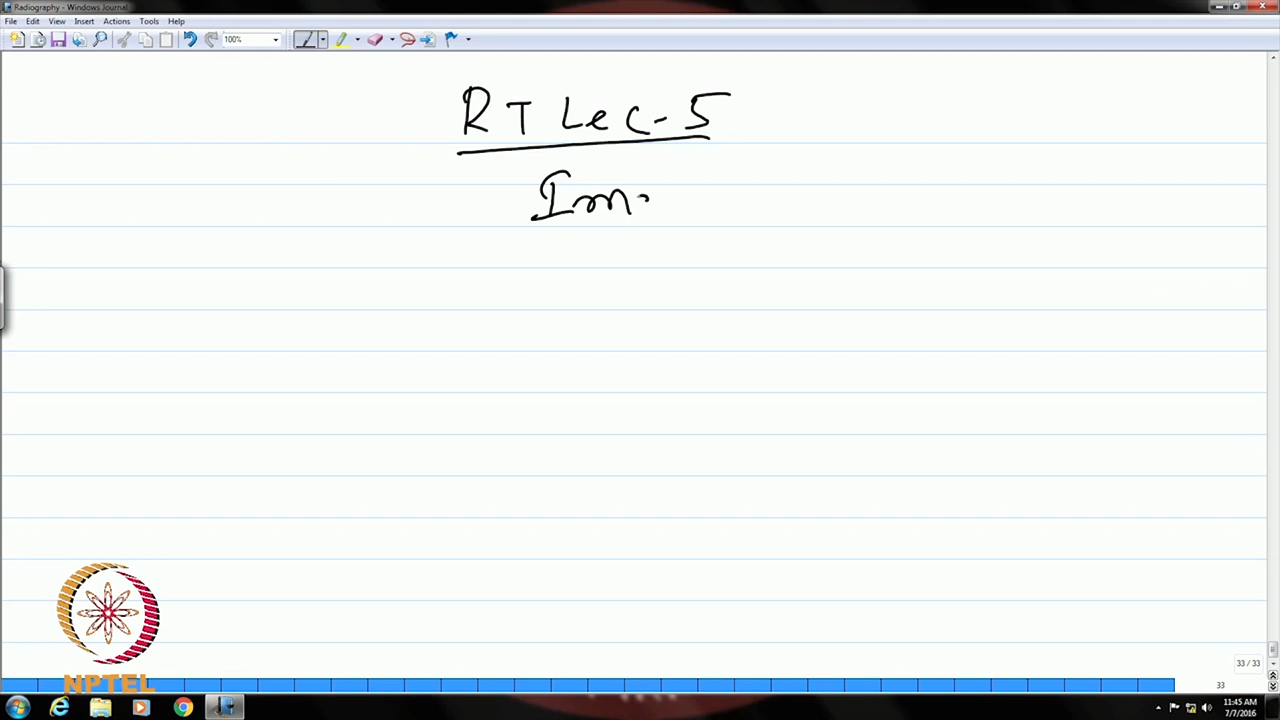 Radiography - Windows Journal
File Edit View Insert Actions Tools Help
100%
RT Lec-5
Im
33 / 33
33
NPTEL
11:45 AM
7/7/2016